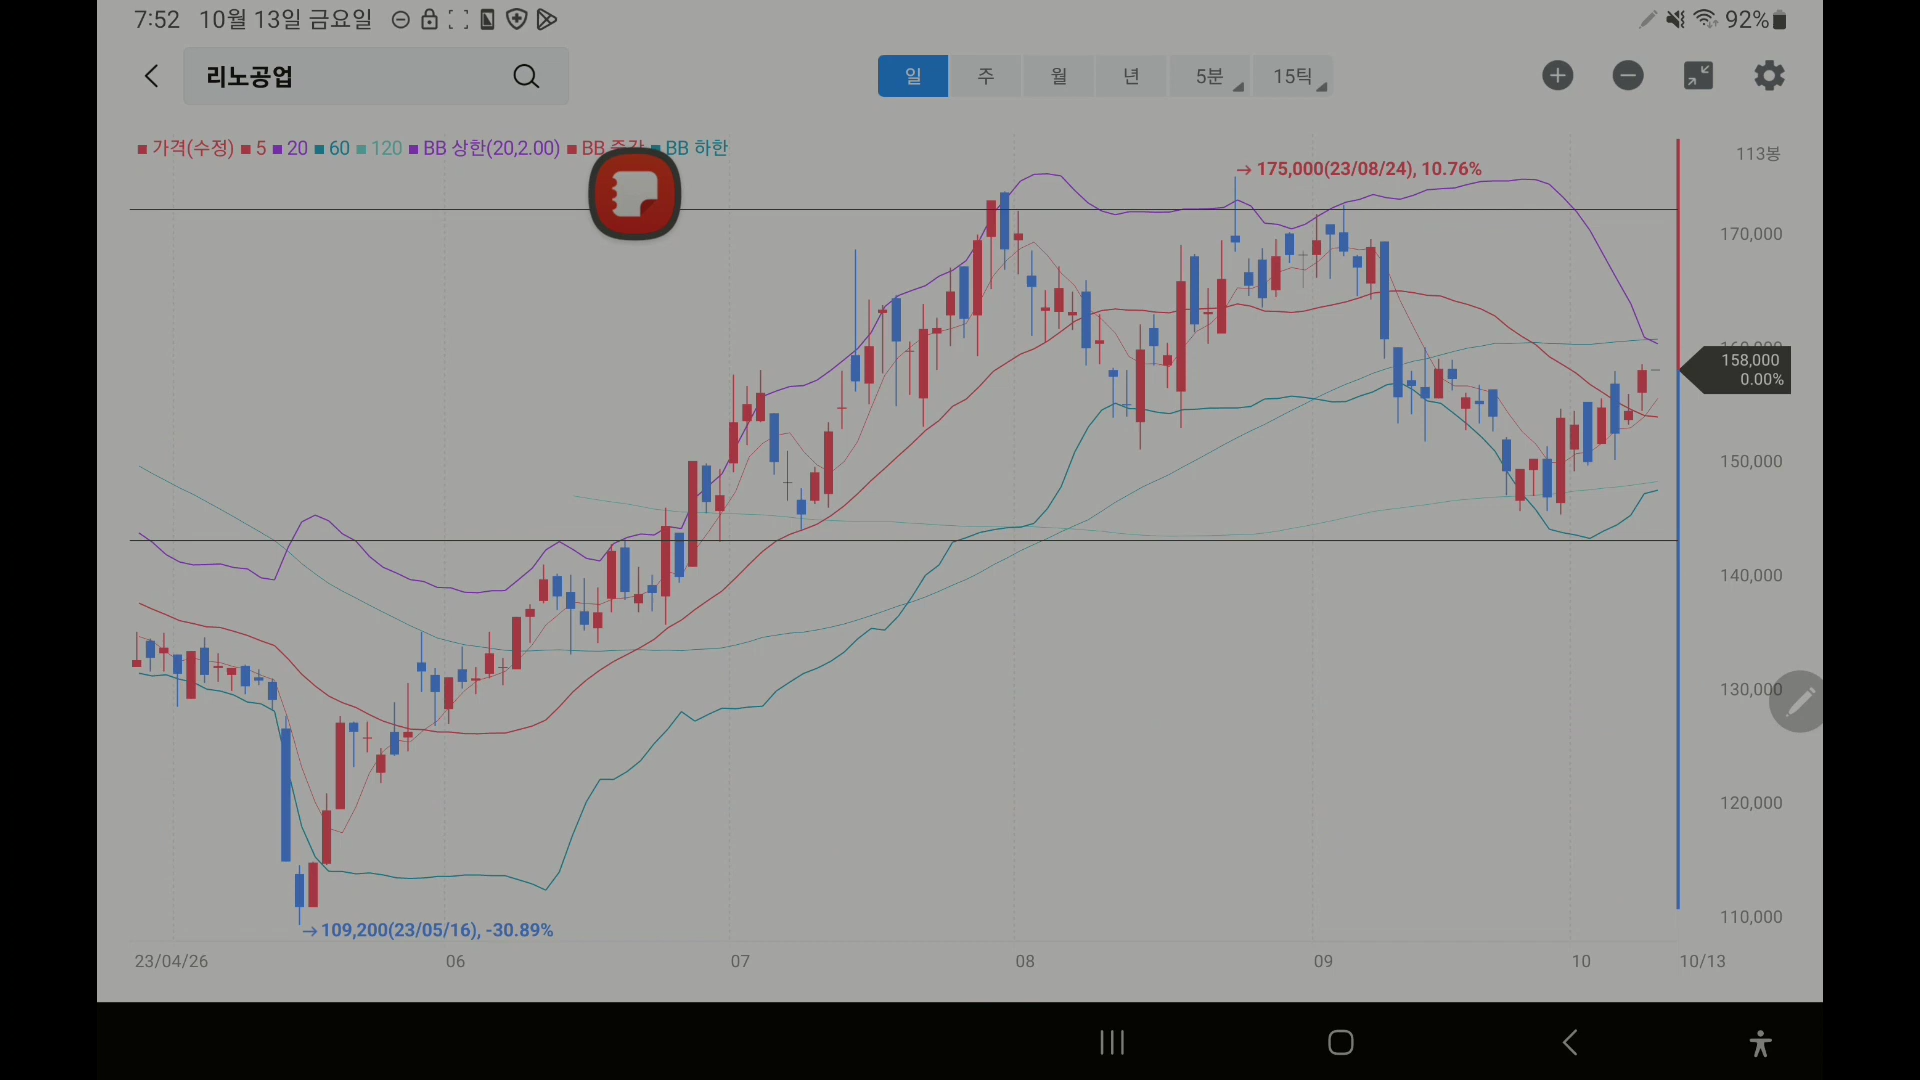 7:52 10월 13일 금요일 92%
리노공업
일 주 월 년 5분 15틱
가격(수정) 5 20 60 120 BB 상한(20,2.00) BB BB 하한
113봉
→175,000(23/08/24), 10.76%
170,000
160,000
158,000
0.00%
150,000
140,000
130,000
120,000
110,000
→109,200(23/05/16), -30.89%
23/04/26 06 07 08 09 10 10/13